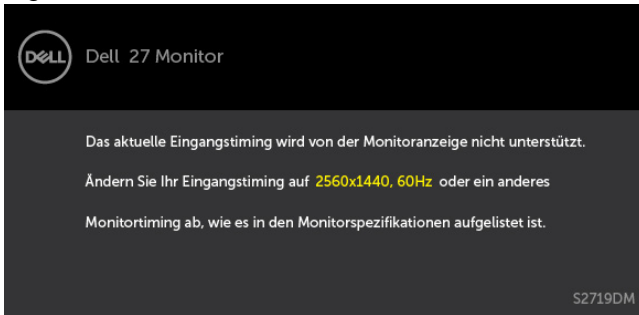 DELL
Dell 27 Monitor
Das aktuelle Eingangstiming wird von der Monitoranzeige nicht unterstützt.
Ändern Sie Ihr Eingangstiming auf 2560x1440, 60Hz oder ein anderes
Monitortiming ab, wie es in den Monitorspezifikationen aufgelistet ist.
S2719DM